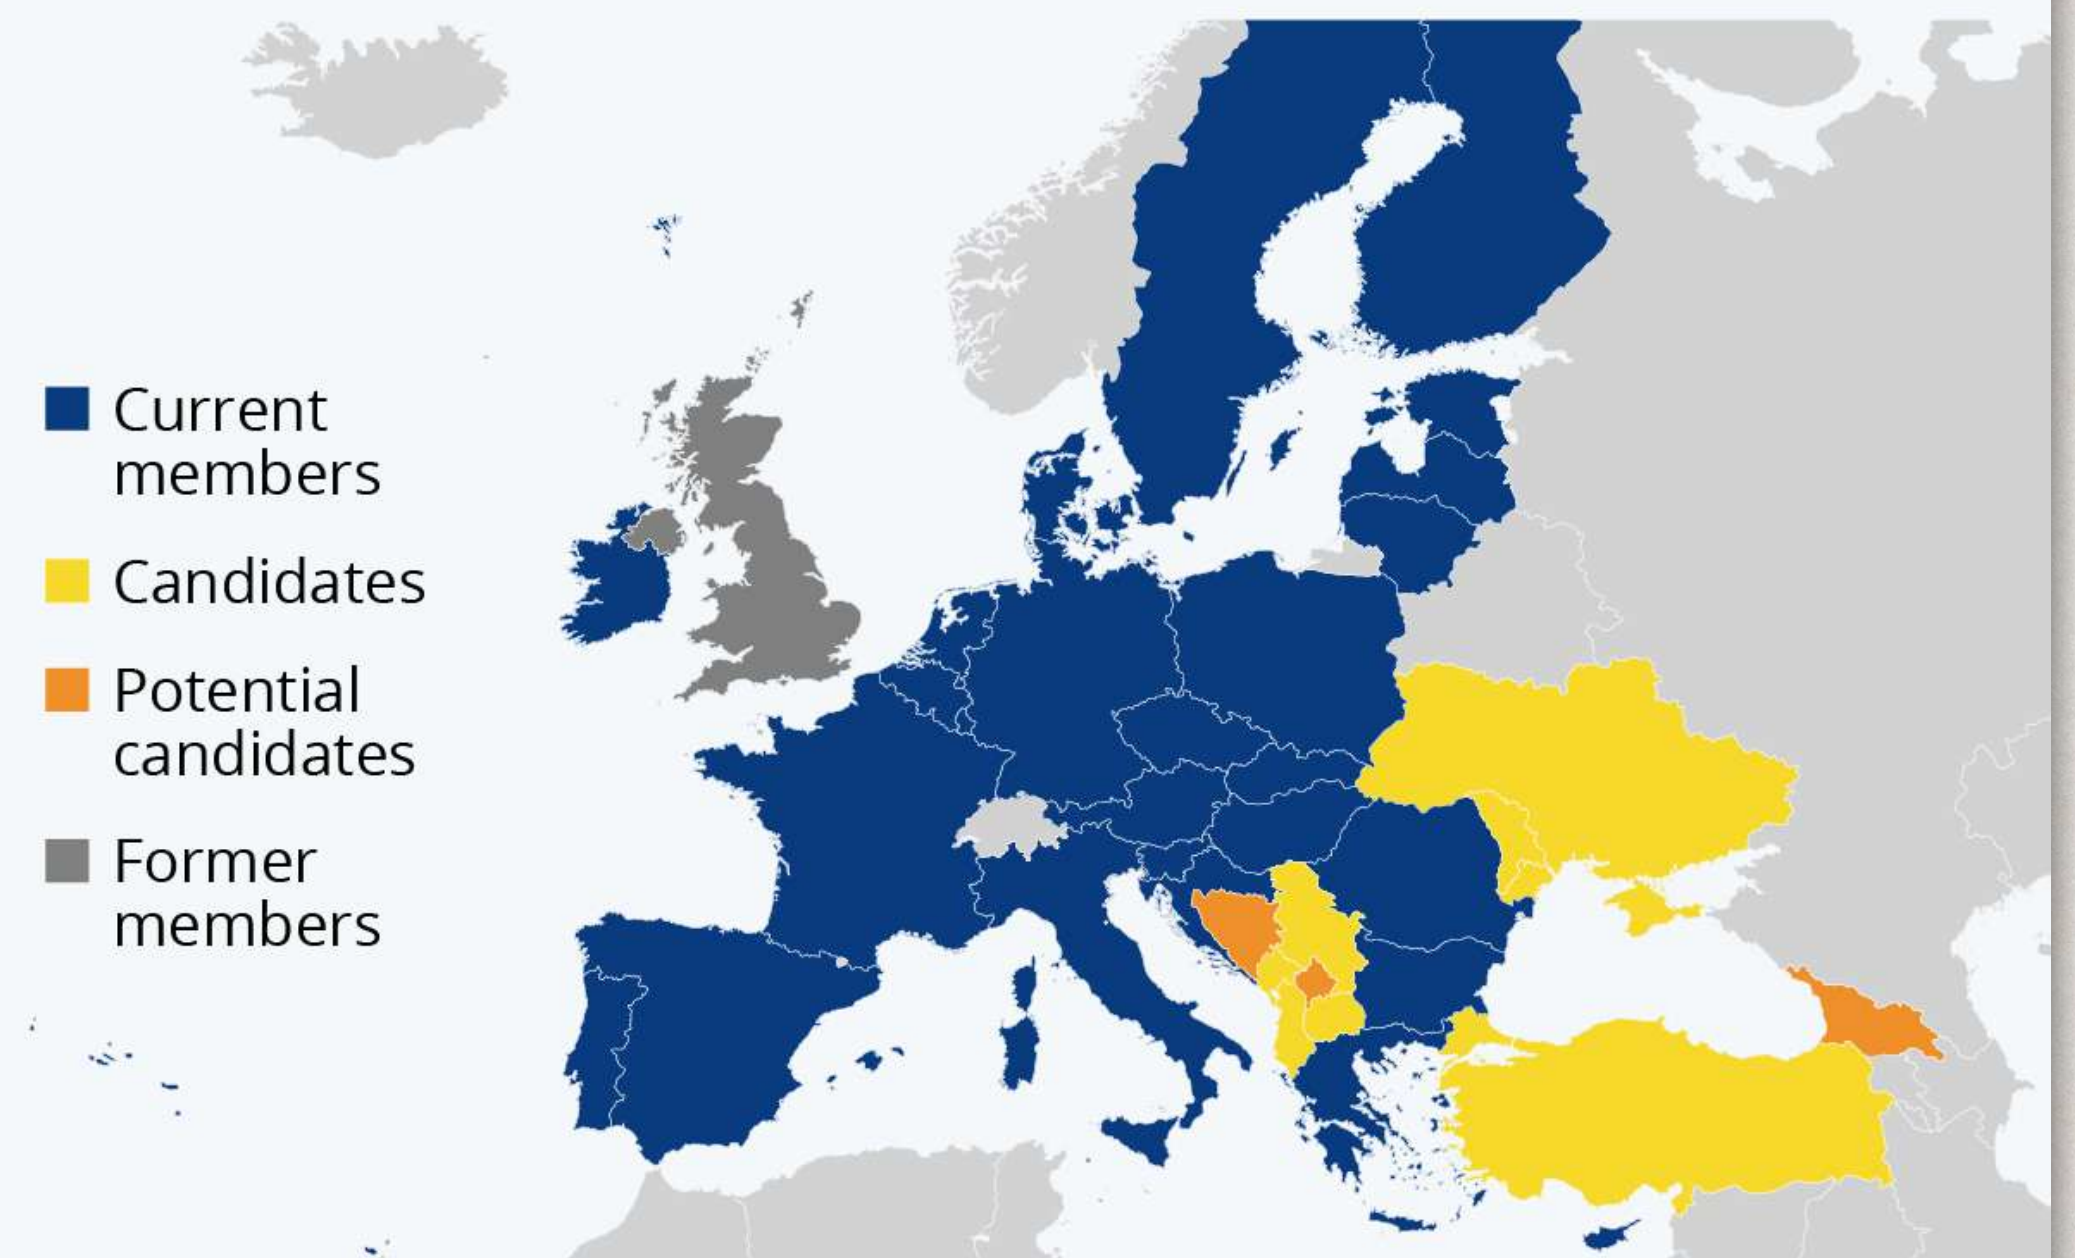 Current
members
Candidates
Potential
candidates
Former
members